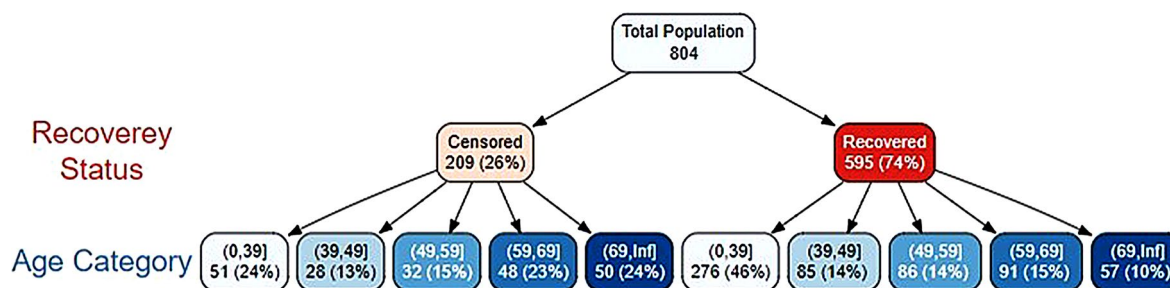 Total Population
804
Recoverey
Status
Censored
209 (26%)
Recovered
595 (74%)
Age Category
(0,39]
51 (24%)
(39,49]
28 (13%)
(49,59]
32 (15%)
(59,69]
48 (23%)
(69,Inf]
50 (24%)
(0,39]
276 (46%)
(39,49]
85 (14%)
(49,59]
86 (14%)
(59,69]
91 (15%)
(69,Inf]
57 (10%)